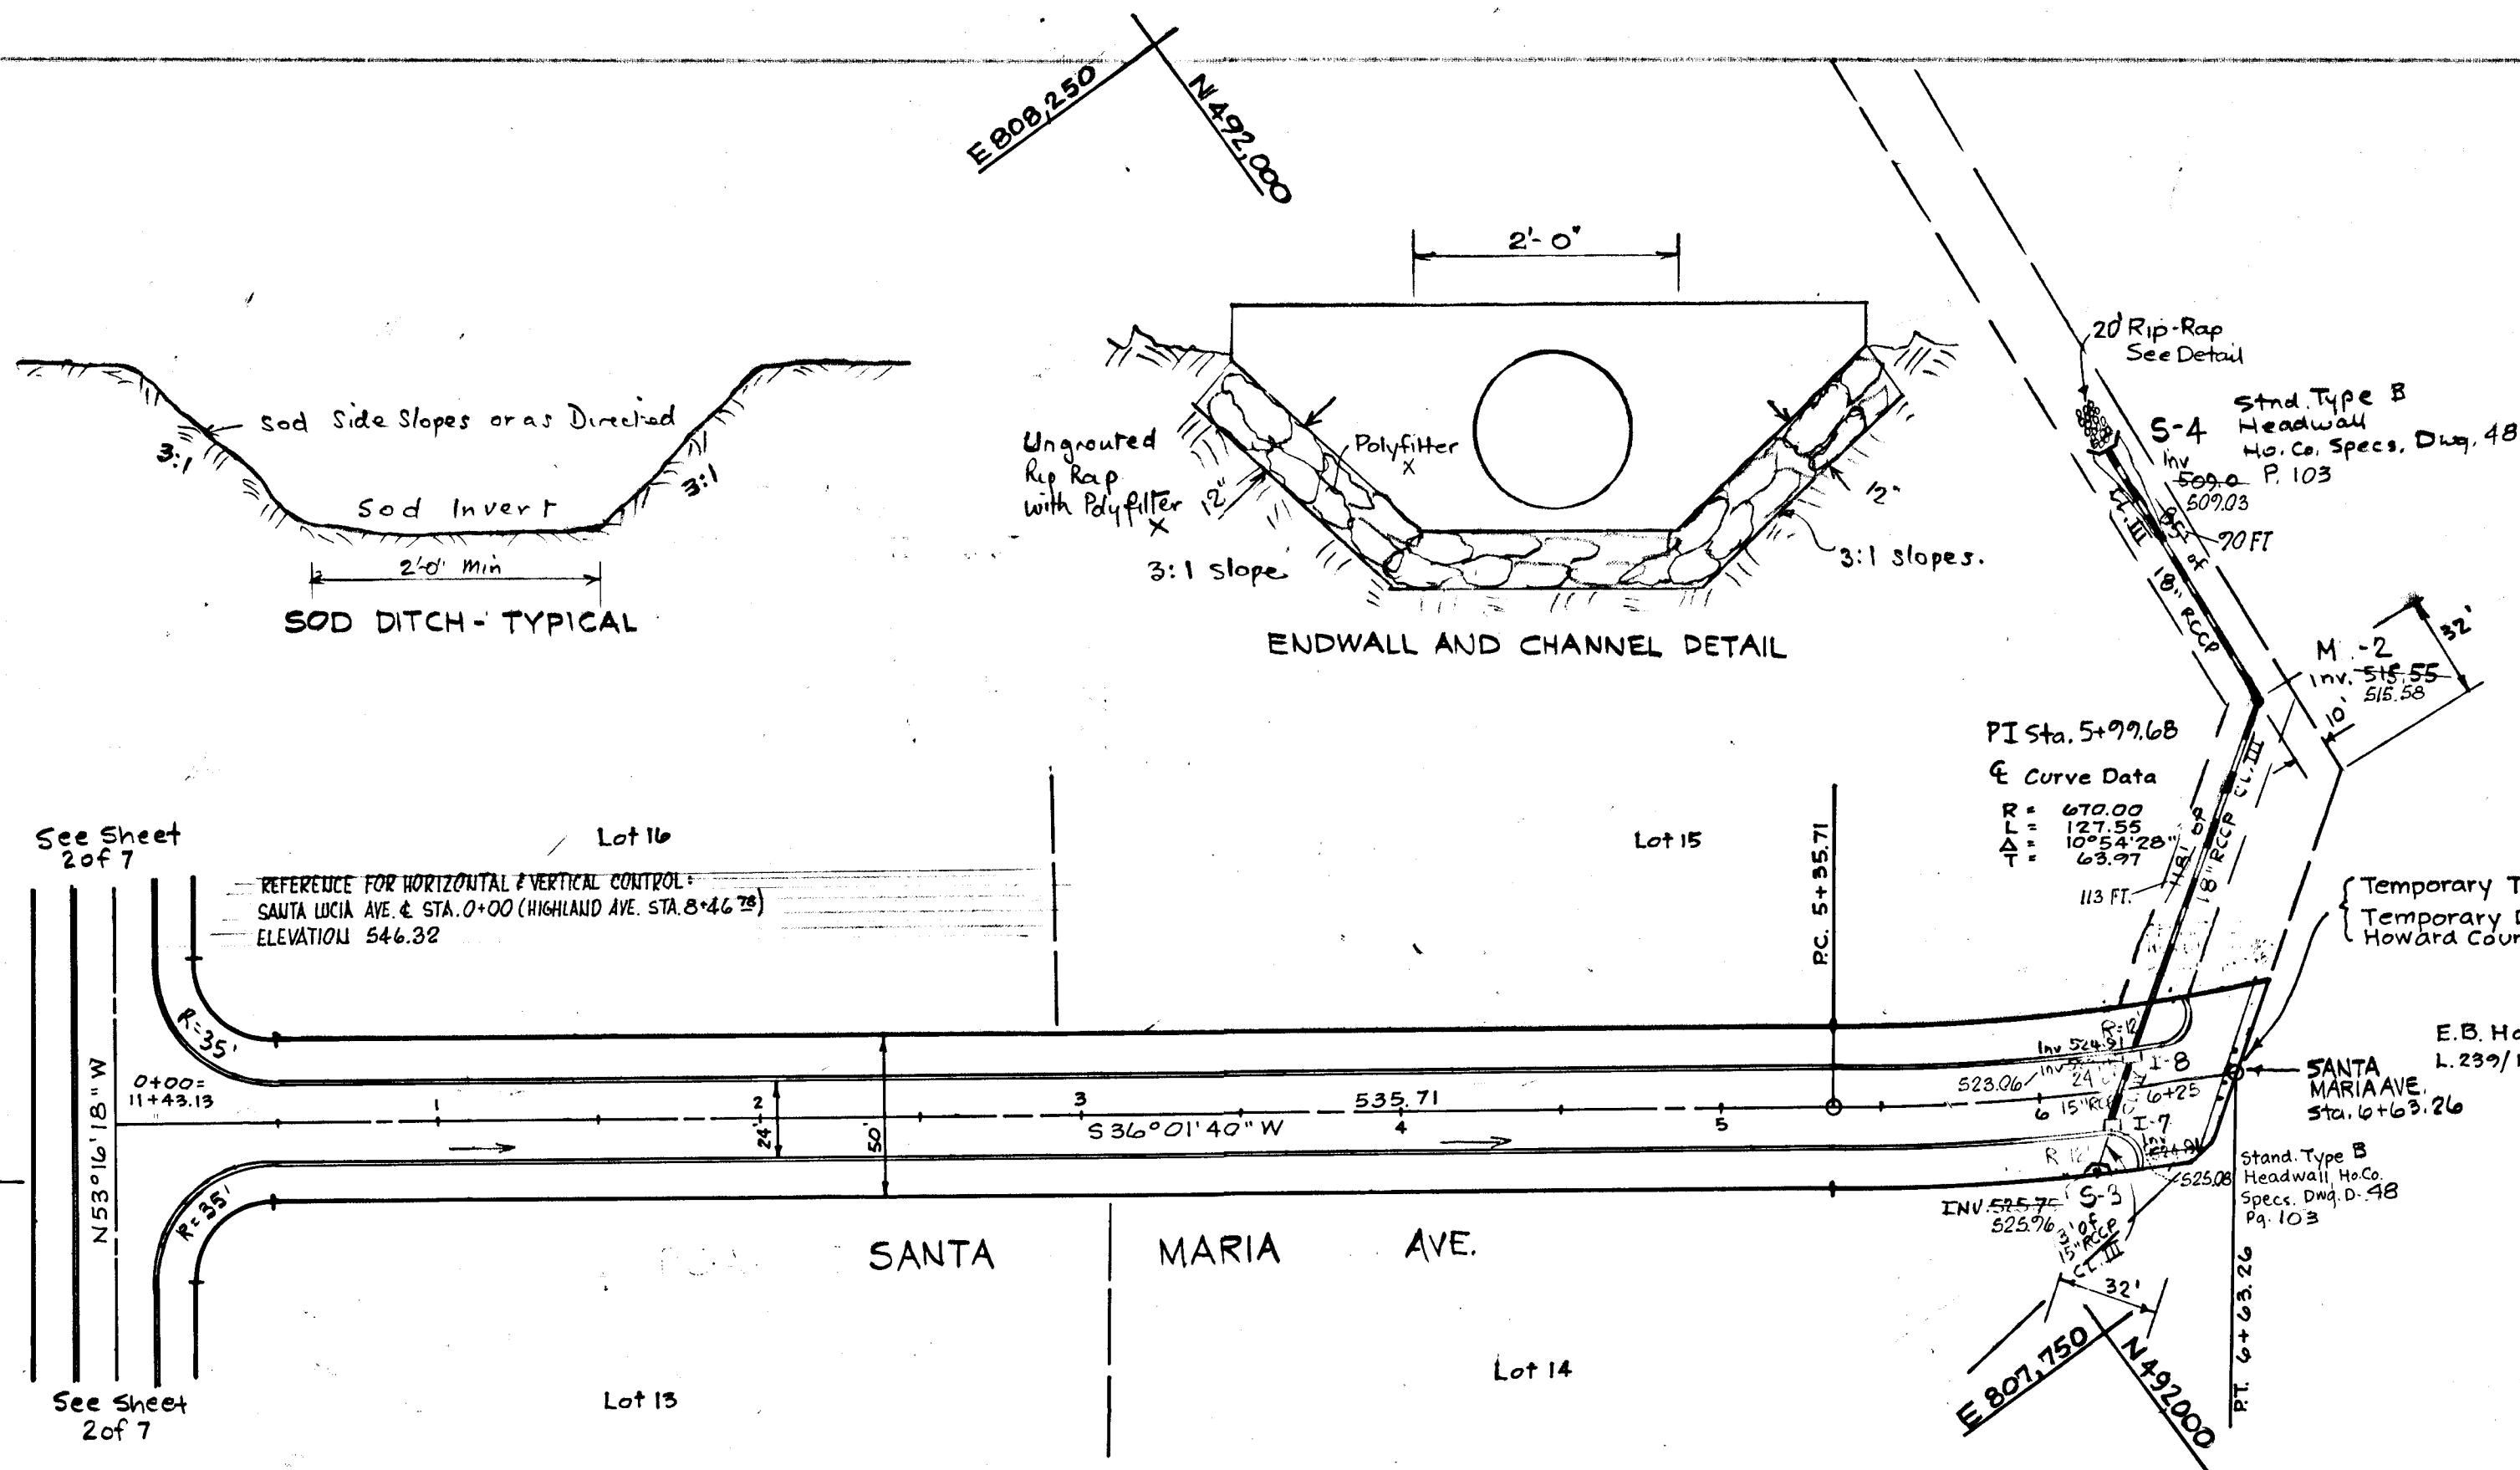 E 808,250
N 492,000
Sod Side Slopes or as Directed
3:1
3:1
Sod Invert
2'-0" Min
SOD DITCH - TYPICAL
2'-0"
Ungrouted
Rip Rap
with Polyfilter
X
12"
Polyfilter
X
12"
3:1 Slope
3:1 slopes.
ENDWALL AND CHANNEL DETAIL
20' Rip-Rap
See Detail
S-4
Stnd. Type B
Headwall
Ho. Co. Specs. Dwg. 48
P. 103
Inv
509.0
509.03
90 FT
CL. III
of
18" RCCP
M -2
Inv. 515.55
515.58
32'
10'
PI Sta. 5+99.68
℄ Curve Data
R = 670.00
L = 127.55
Δ = 10°54'28"
T = 63.97
113 FT.
18" RCCP CL. III
See Sheet
2 of 7
Lot 16
Lot 15
REFERENCE FOR HORIZONTAL & VERTICAL CONTROL:
SANTA LUCIA AVE. ℄ STA. 0+00 (HIGHLAND AVE. STA. 8+46 78)
ELEVATION 546.32
P.C. 5+35.71
Temporary T
Temporary
Howard Cour
E.B. Ho
L. 239/1
SANTA
MARIA AVE.
Sta. 6+63.26
R=35'
N53°16'18"W
0+00=
11+43.13
1
2
3
535.71
4
5
6
6+25
S36°01'40"W
24'
50'
R=35'
R=12'
Inv 524.91
Inv
523.06
24'
I-8
15" RCCP
I-7
Inv
525.08
R 12'
S-3
INV. 525.75
525.96
3' of
15" RCCP
CL. III
32'
Stand. Type B
Headwall, Ho. Co.
Specs. Dwg. D-48
Pg. 103
SANTA MARIA AVE.
P.T. 6+63.26
E 807,750
N 492,000
Lot 14
Lot 13
See Sheet
2 of 7